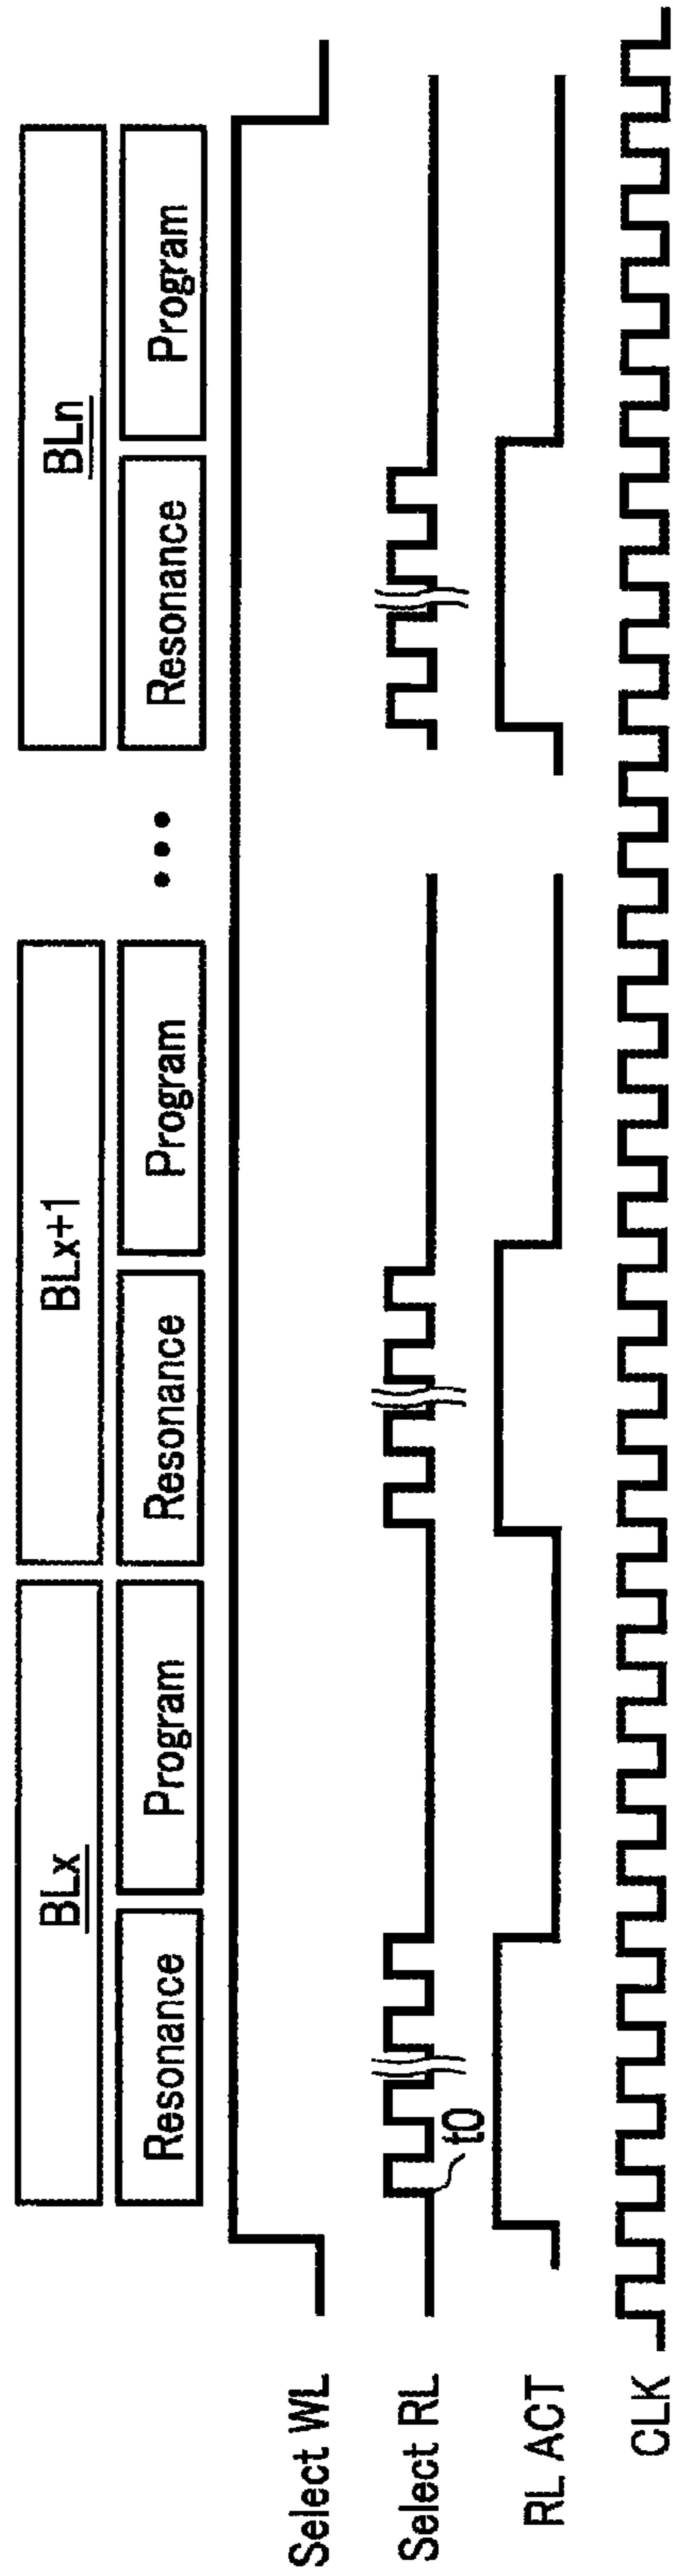 BLx
BLx+1
BLn
Resonance
Program
Resonance
Program
•••
Resonance
Program
Select WL
Select RL
t0
RL ACT
CLK